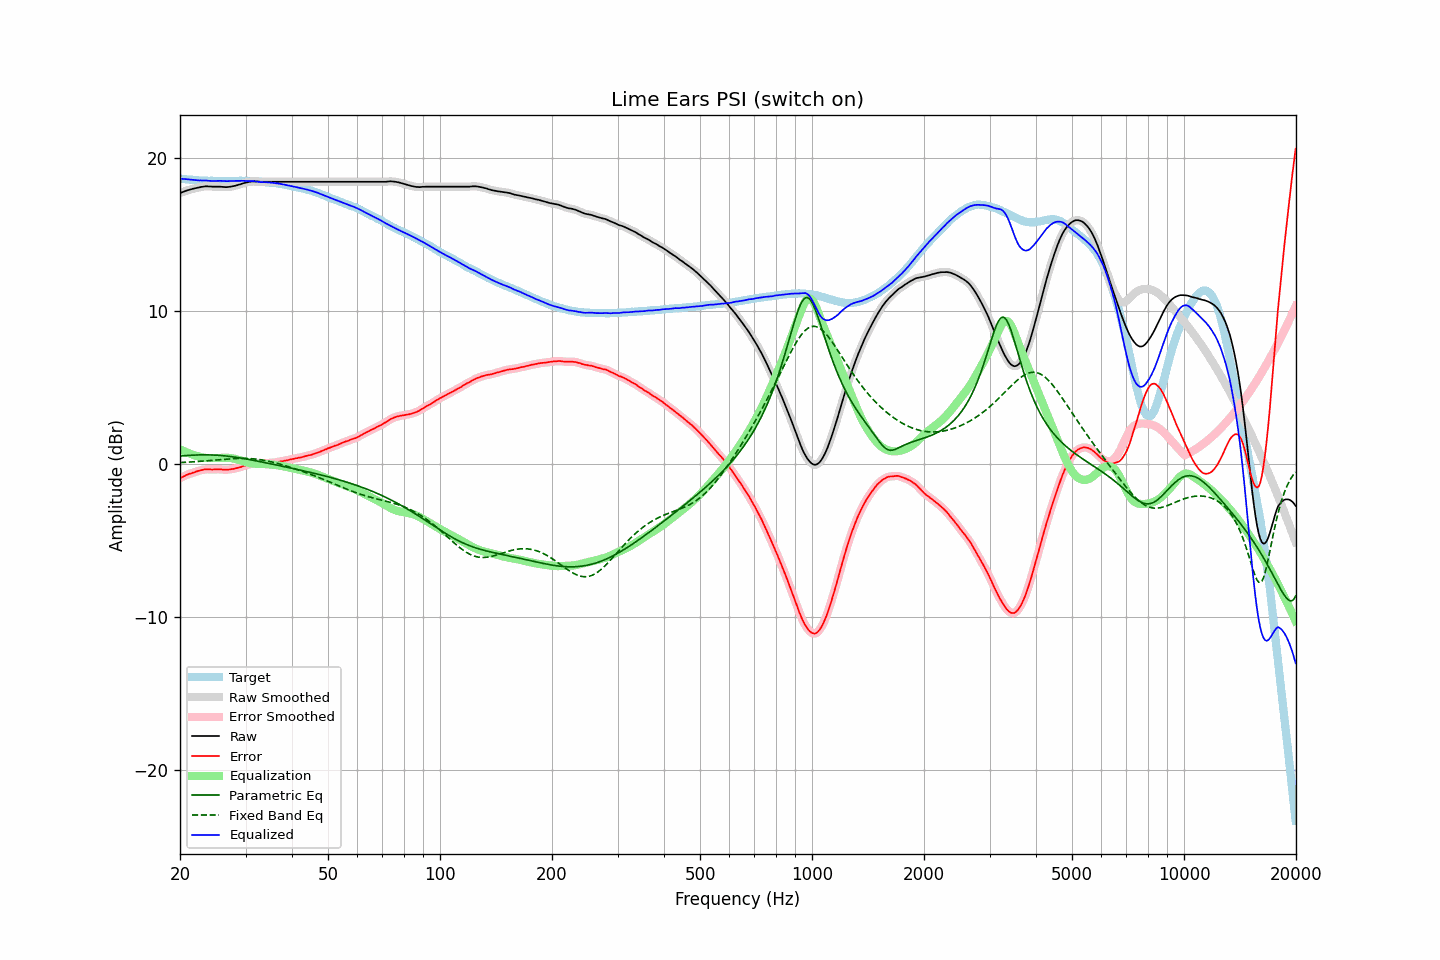 Lime Ears PSI (switch on)
Amplitude (dBr)
20
10
0
−10
−20
Target
Raw Smoothed
Error Smoothed
Raw
Error
Equalization
Parametric Eq
Fixed Band Eq
Equalized
20 50 100 200 500 1000 2000 5000 10000 20000
Frequency (Hz)